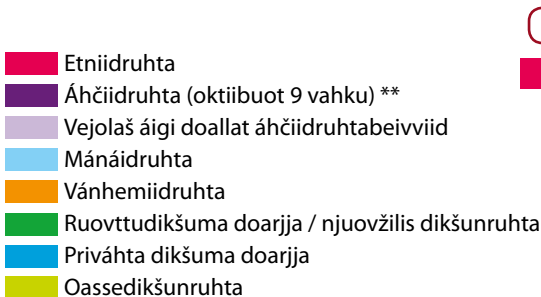 Etniidruhta
Áhčiidruhta (oktiibuot 9 vahku) **
Vejolaš áigi doallat áhčiidruhtabeivviid
Mánáidruhta
Vánhemiidruhta
Ruovttudikšuma doarjja / njuovžilis dikšunruhta
Priváhta dikšuma doarjja
Oassedikšunruhta